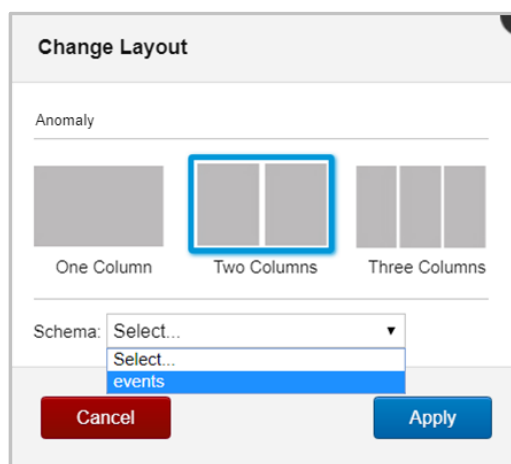 Change Layout
Anomaly
One Column Two Columns Three Columns
Schema: Select...
Select...
events
Cancel Apply